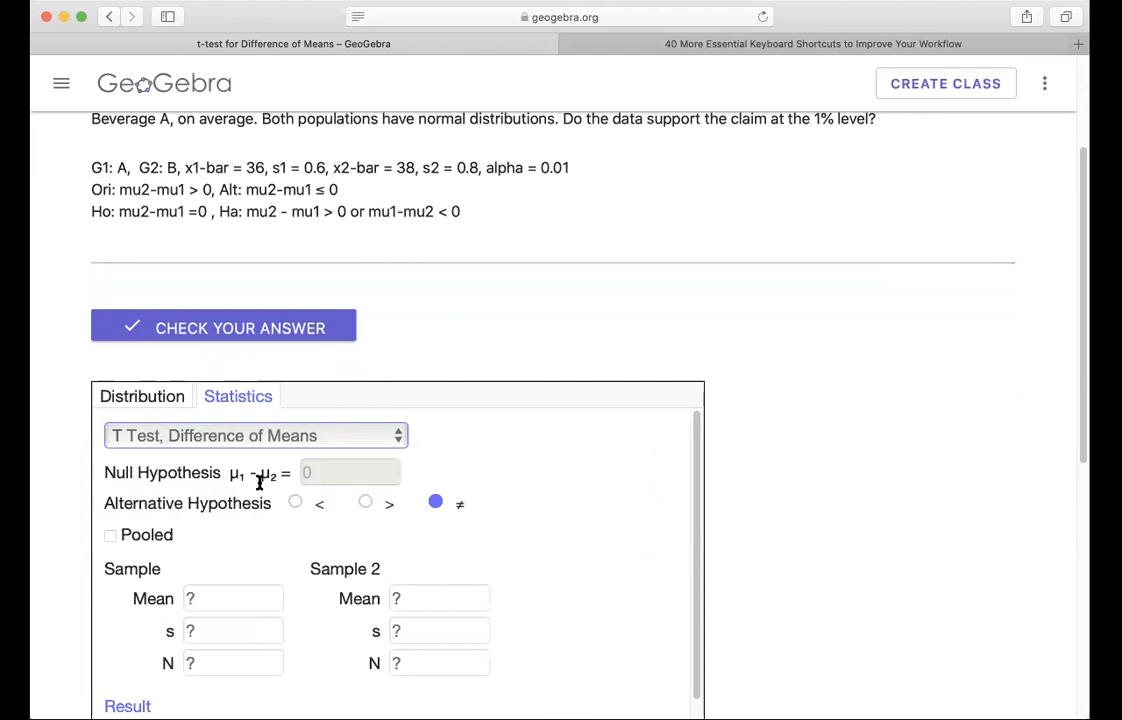 geogebra.org
t-test for Difference of Means – GeoGebra
40 More Essential Keyboard Shortcuts to Improve Your Workflow
GeoGebra
CREATE CLASS
Beverage A, on average. Both populations have normal distributions. Do the data support the claim at the 1% level?
G1: A,  G2: B, x1-bar = 36, s1 = 0.6, x2-bar = 38, s2 = 0.8, alpha = 0.01
Ori: mu2-mu1 > 0, Alt: mu2-mu1 ≤ 0
Ho: mu2-mu1 =0 , Ha: mu2 - mu1 > 0 or mu1-mu2 < 0
CHECK YOUR ANSWER
Distribution Statistics
T Test, Difference of Means
Null Hypothesis μ₁ - μ₂ = 0
Alternative Hypothesis < > ≠
Pooled
Sample Sample 2
Mean ? Mean ?
s ? s ?
N ? N ?
Result